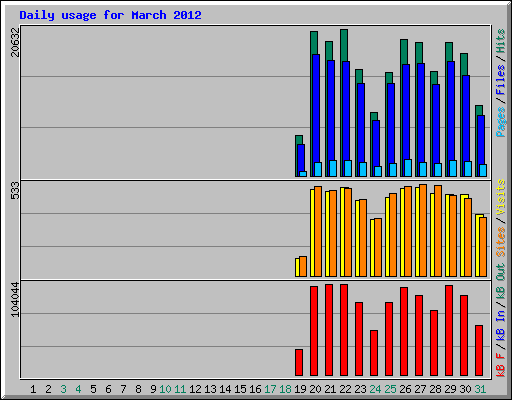 Daily usage for March 2012
20632
Pages / Files / Hits
533
Sites / Visits
104044
kB F / kB In / kB Out
1 2 3 4 5 6 7 8 9 10 11 12 13 14 15 16 17 18 19 20 21 22 23 24 25 26 27 28 29 30 31